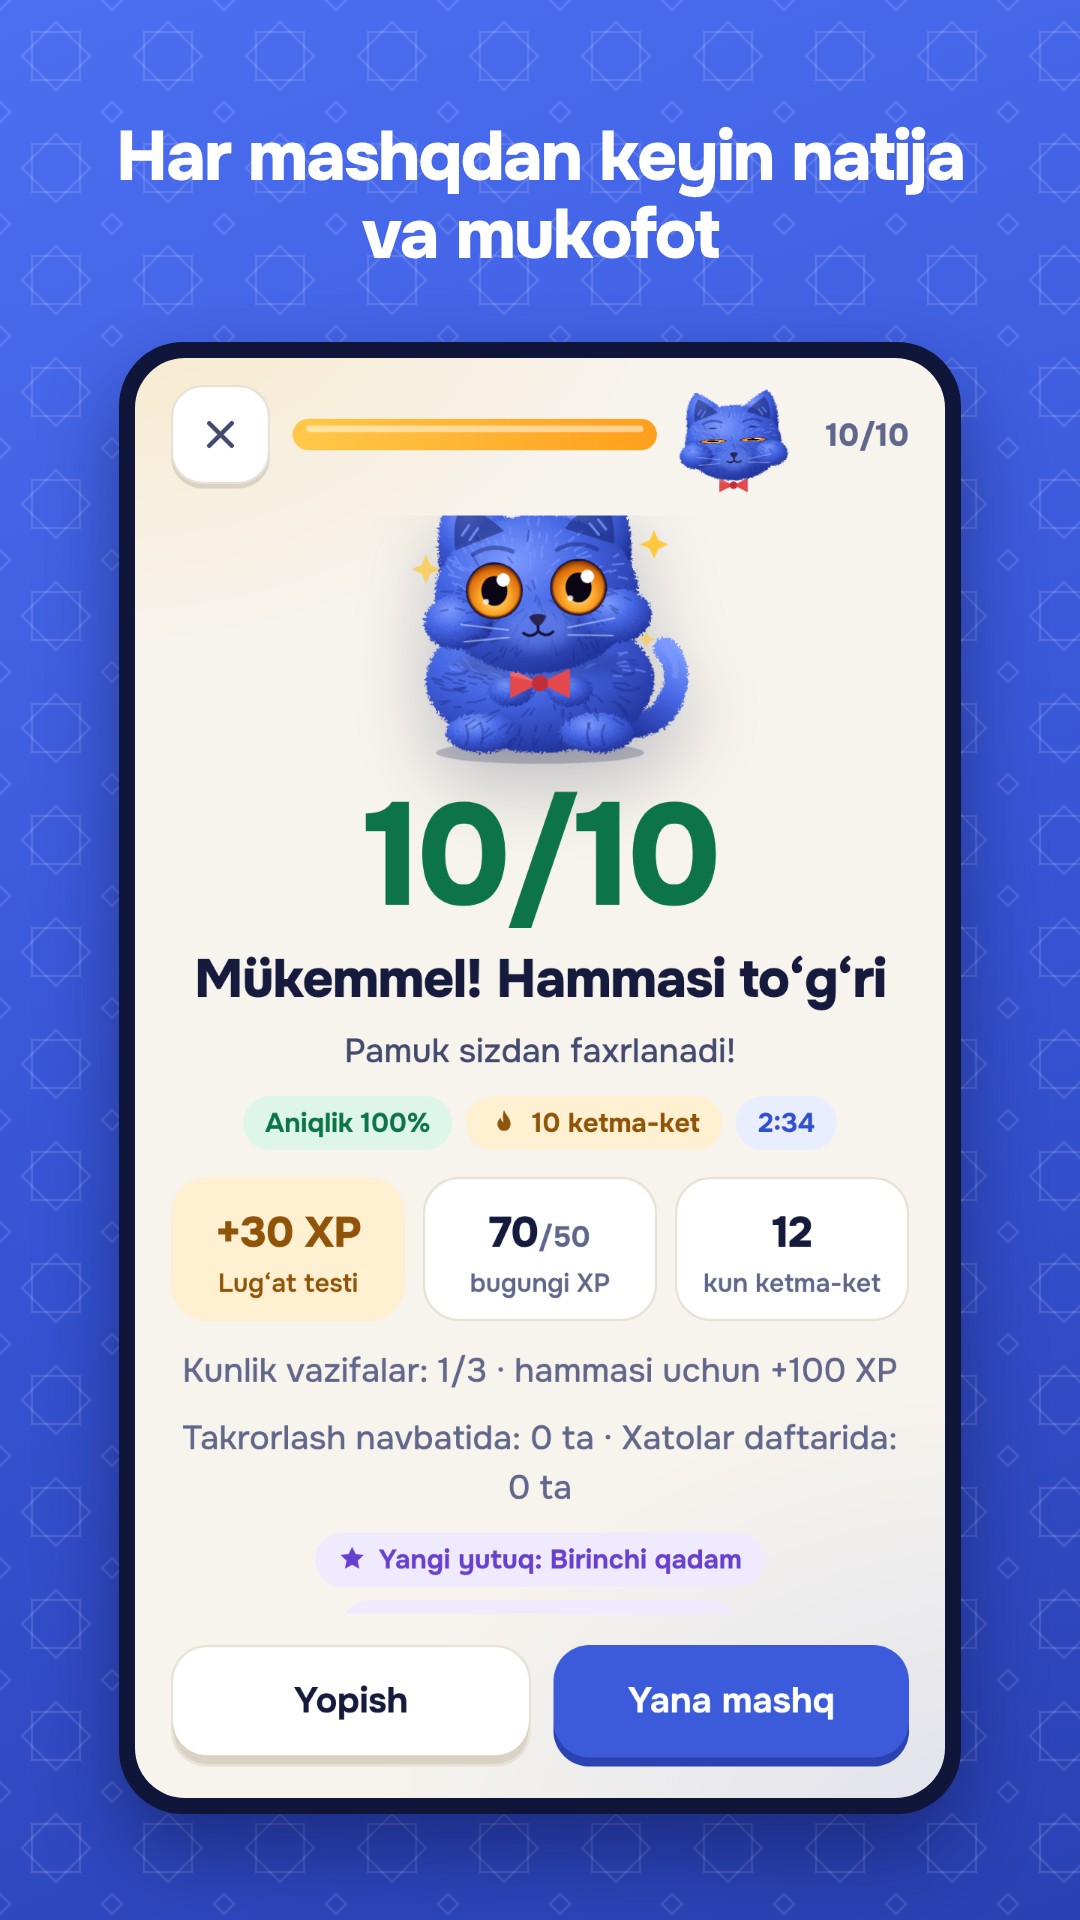 Har mashqdan keyin natija
va mukofot
10/10
10/10
Mükemmel! Hammasi to‘g‘ri
Pamuk sizdan faxrlanadi!
Aniqlik 100%
10 ketma-ket
2:34
+30 XP
Lug‘at testi
70/50
bugungi XP
12
kun ketma-ket
Kunlik vazifalar: 1/3 · hammasi uchun +100 XP
Takrorlash navbatida: 0 ta · Xatolar daftarida:
0 ta
Yangi yutuq: Birinchi qadam
Yopish
Yana mashq